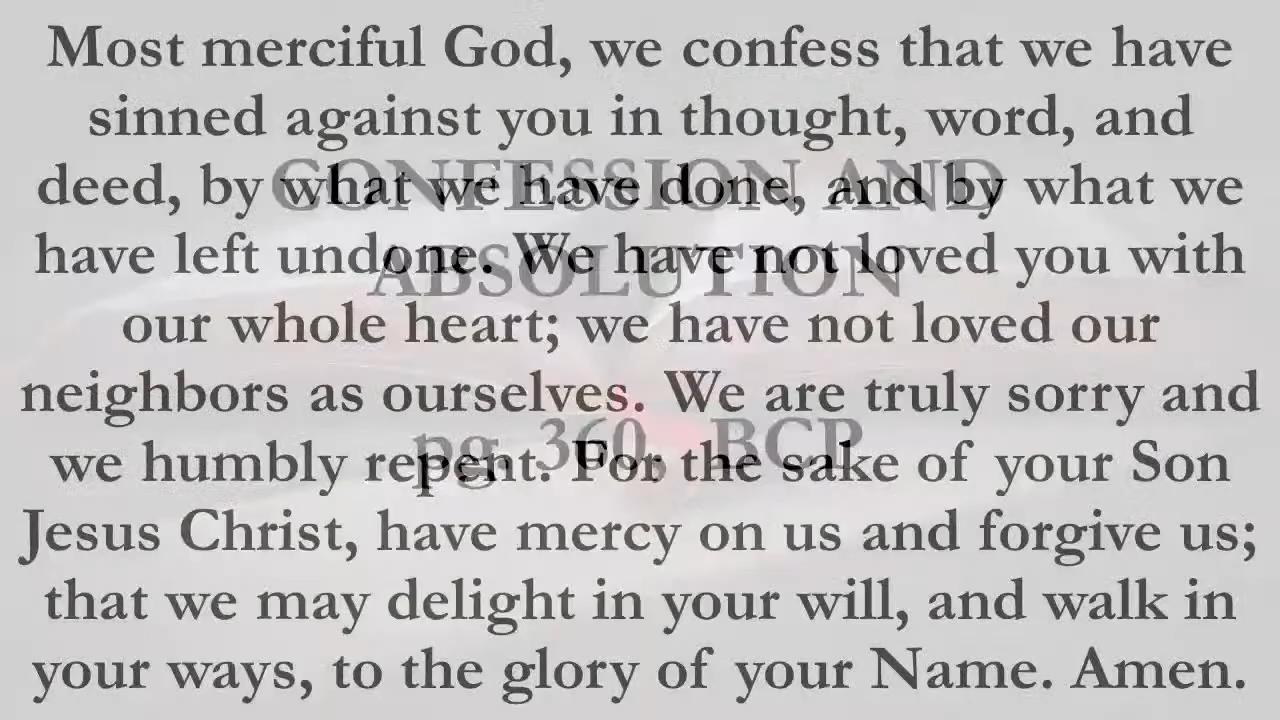 Most merciful God, we confess that we have
sinned against you in thought, word, and
deed, by what we have done, and by what we
have left undone. We have not loved you with
our whole heart; we have not loved our
neighbors as ourselves. We are truly sorry and
we humbly repent. For the sake of your Son
Jesus Christ, have mercy on us and forgive us;
that we may delight in your will, and walk in
your ways, to the glory of your Name. Amen.
CONFESSION AND
ABSOLUTION
pg. 360, BCP